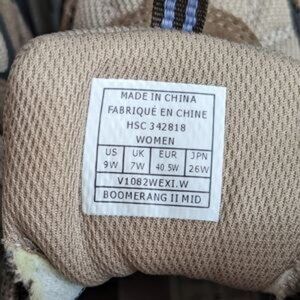 MADE IN CHINA
FABRIQUÉ EN CHINE
HSC 342818
WOMEN
US UK EUR JPN
9W 7W 40.5W 26W
V1082WEXI.W
BOOMERANG II MID